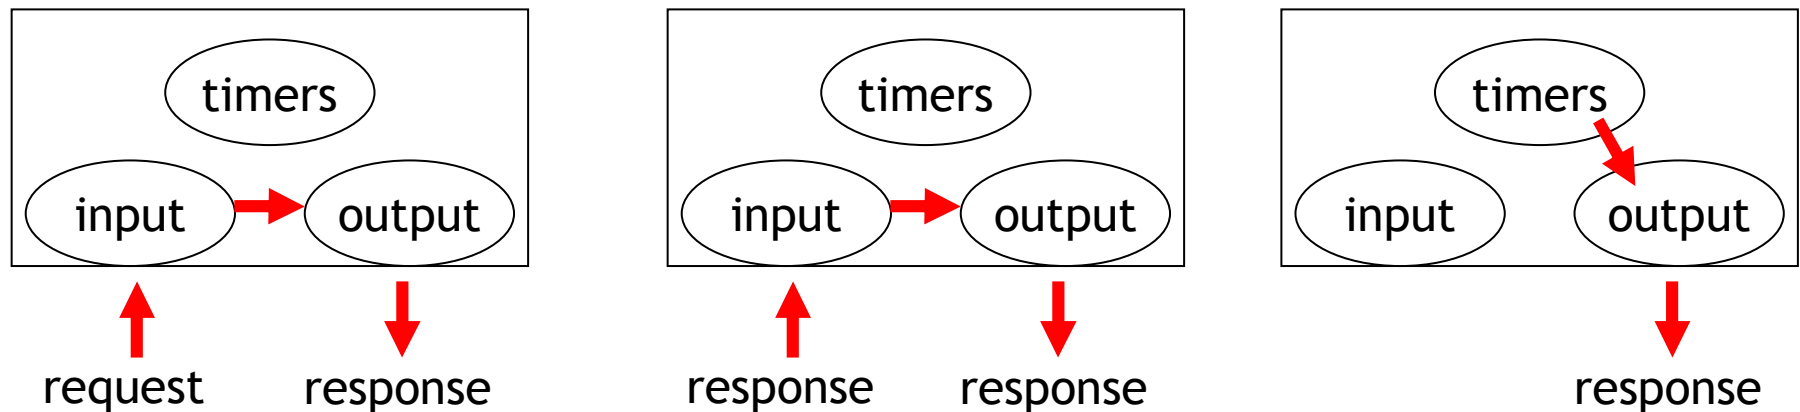 timers
input output
request response
timers
input output
response response
timers
input output
response